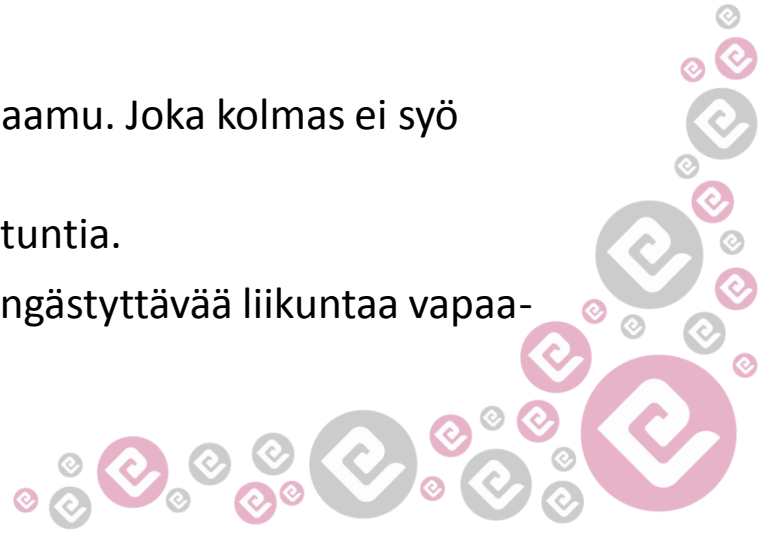 aamu. Joka kolmas ei syö
tuntia.
ngästyttävää liikuntaa vapaa-